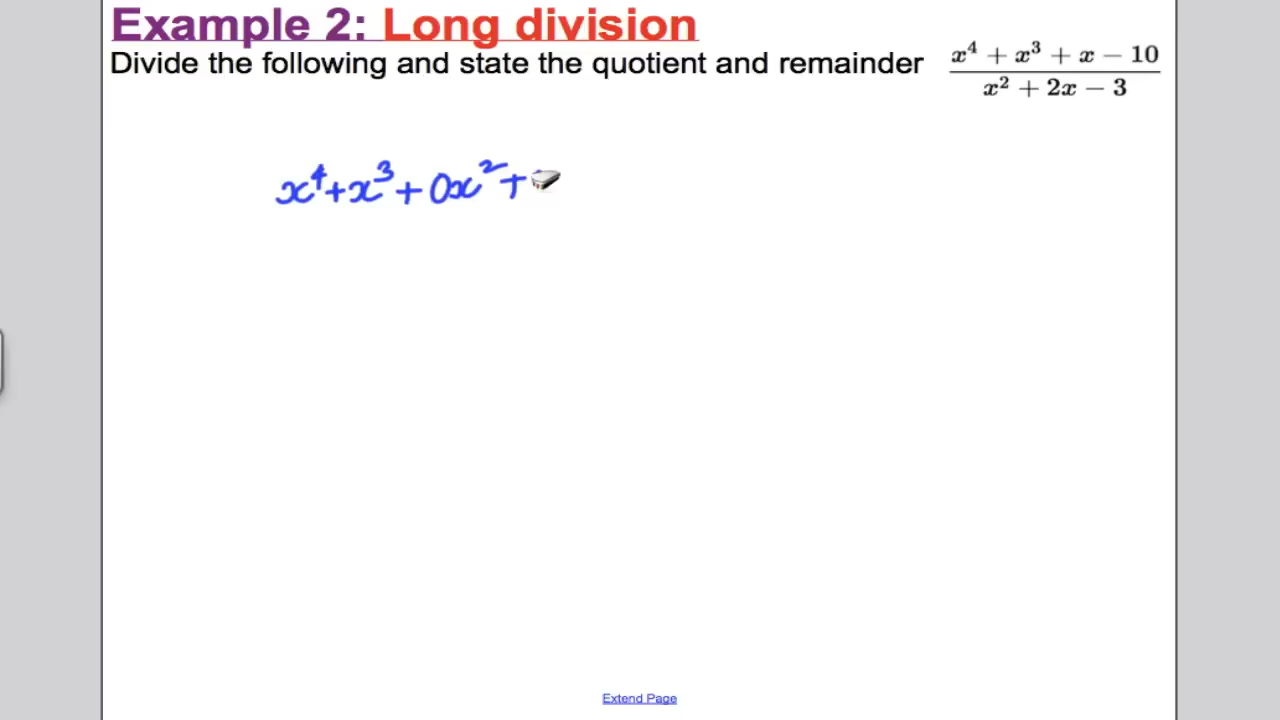 Example 2: Long division
Divide the following and state the quotient and remainder
x⁴ + x³ + x − 10
x² + 2x − 3
x⁴+x³+0x²+
Extend Page